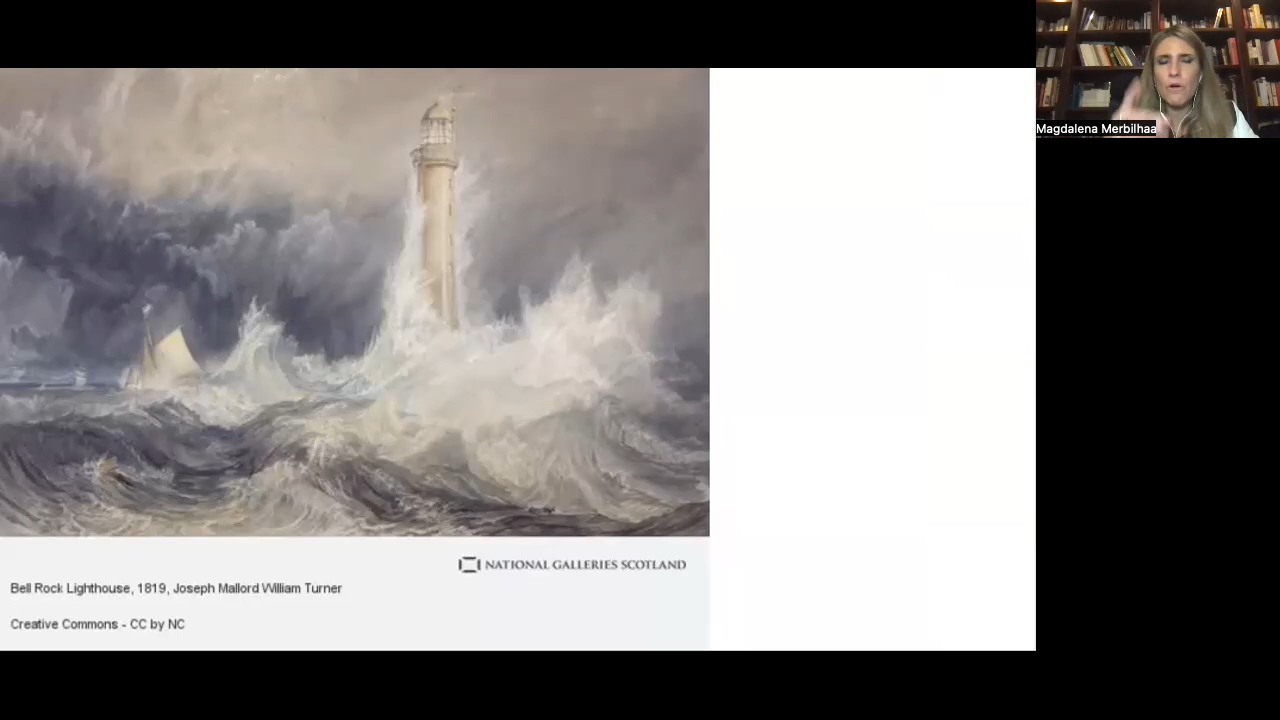 Magdalena Merbilhaa
NATIONAL GALLERIES SCOTLAND
Bell Rock Lighthouse, 1819, Joseph Mallord William Turner
Creative Commons - CC by NC